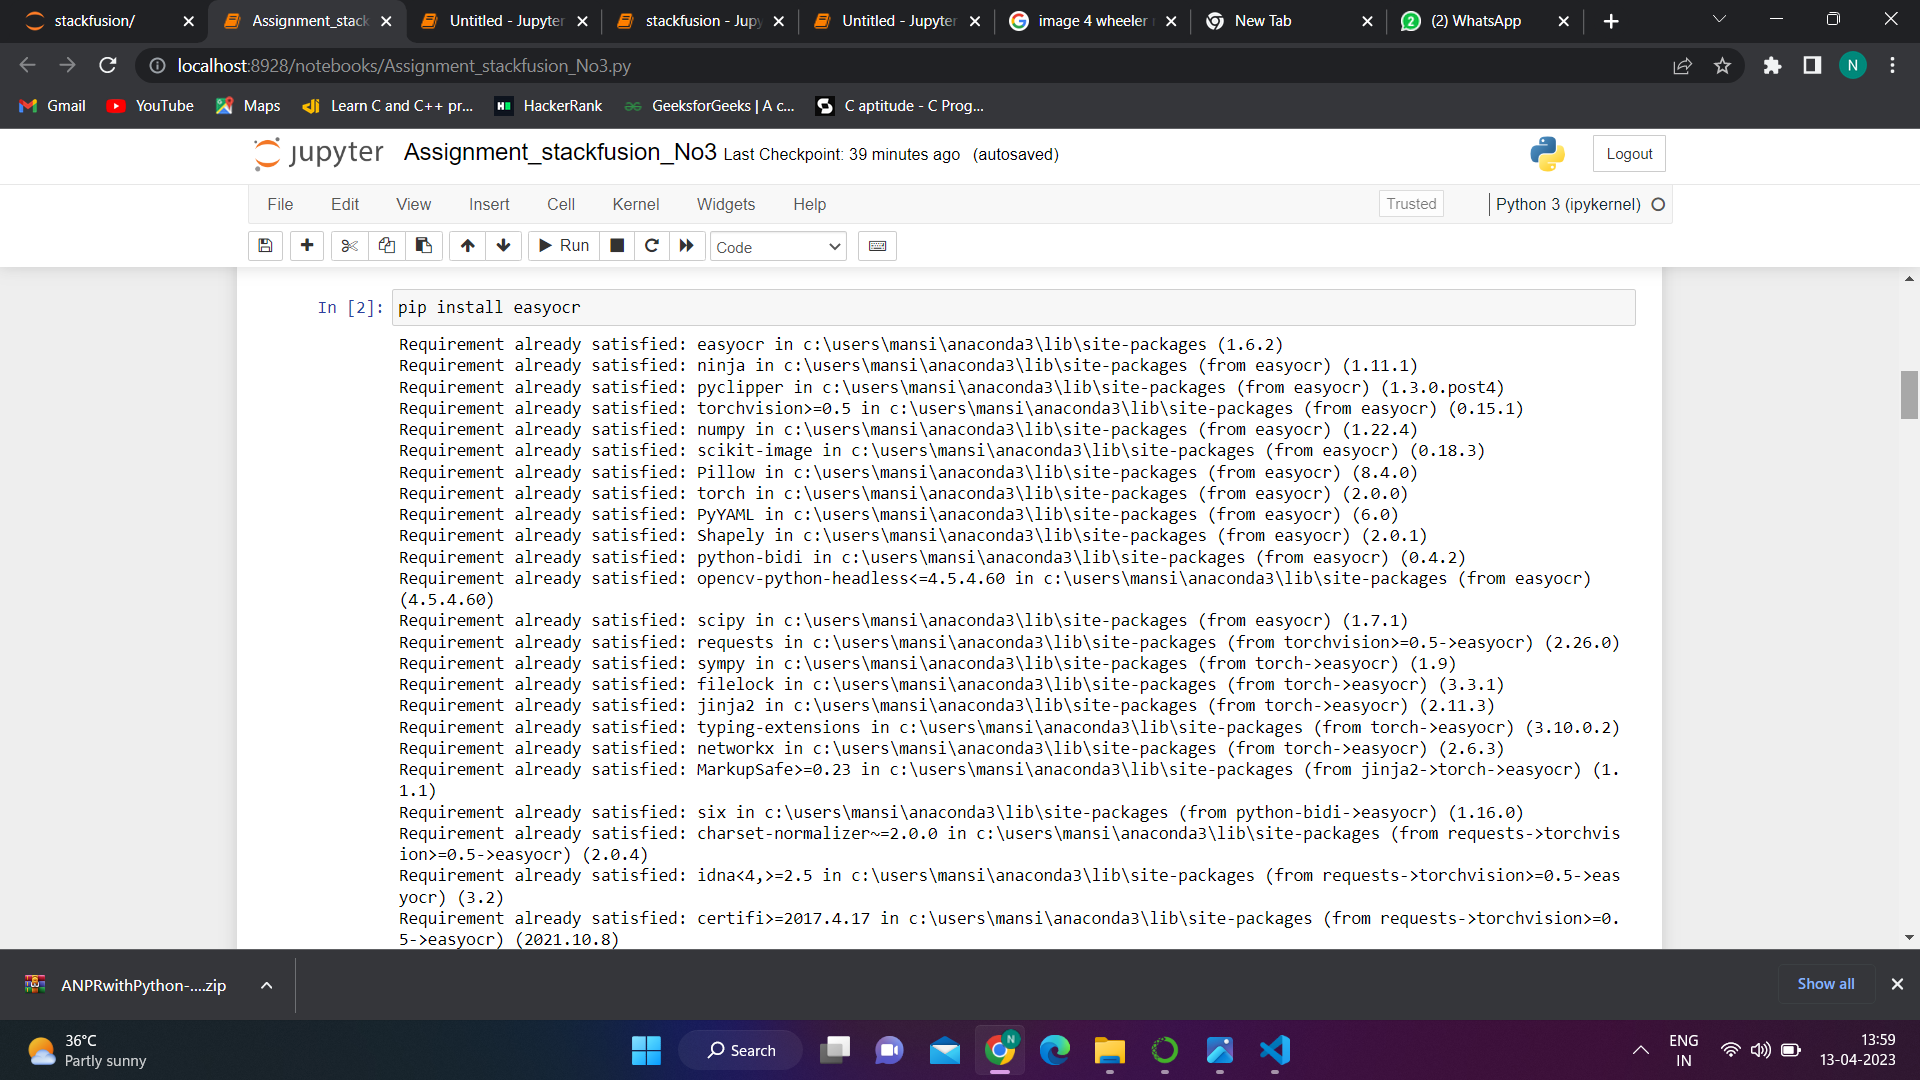 stackfusion/
Assignment_stack
Untitled - Jupyter
stackfusion - Jupy
Untitled - Jupyter
image 4 wheeler
New Tab
(2) WhatsApp
localhost:8928/notebooks/Assignment_stackfusion_No3.py
N
Gmail
YouTube
Maps
Learn C and C++ pr...
HackerRank
GeeksforGeeks | A c...
C aptitude - C Prog...
jupyter
Assignment_stackfusion_No3 Last Checkpoint: 39 minutes ago (autosaved)
Logout
File Edit View Insert Cell Kernel Widgets Help
Trusted
Python 3 (ipykernel)
Run
Code
In [2]: pip install easyocr
Requirement already satisfied: easyocr in c:\users\mansi\anaconda3\lib\site-packages (1.6.2)
Requirement already satisfied: ninja in c:\users\mansi\anaconda3\lib\site-packages (from easyocr) (1.11.1)
Requirement already satisfied: pyclipper in c:\users\mansi\anaconda3\lib\site-packages (from easyocr) (1.3.0.post4)
Requirement already satisfied: torchvision>=0.5 in c:\users\mansi\anaconda3\lib\site-packages (from easyocr) (0.15.1)
Requirement already satisfied: numpy in c:\users\mansi\anaconda3\lib\site-packages (from easyocr) (1.22.4)
Requirement already satisfied: scikit-image in c:\users\mansi\anaconda3\lib\site-packages (from easyocr) (0.18.3)
Requirement already satisfied: Pillow in c:\users\mansi\anaconda3\lib\site-packages (from easyocr) (8.4.0)
Requirement already satisfied: torch in c:\users\mansi\anaconda3\lib\site-packages (from easyocr) (2.0.0)
Requirement already satisfied: PyYAML in c:\users\mansi\anaconda3\lib\site-packages (from easyocr) (6.0)
Requirement already satisfied: Shapely in c:\users\mansi\anaconda3\lib\site-packages (from easyocr) (2.0.1)
Requirement already satisfied: python-bidi in c:\users\mansi\anaconda3\lib\site-packages (from easyocr) (0.4.2)
Requirement already satisfied: opencv-python-headless<=4.5.4.60 in c:\users\mansi\anaconda3\lib\site-packages (from easyocr)
(4.5.4.60)
Requirement already satisfied: scipy in c:\users\mansi\anaconda3\lib\site-packages (from easyocr) (1.7.1)
Requirement already satisfied: requests in c:\users\mansi\anaconda3\lib\site-packages (from torchvision>=0.5->easyocr) (2.26.0)
Requirement already satisfied: sympy in c:\users\mansi\anaconda3\lib\site-packages (from torch->easyocr) (1.9)
Requirement already satisfied: filelock in c:\users\mansi\anaconda3\lib\site-packages (from torch->easyocr) (3.3.1)
Requirement already satisfied: jinja2 in c:\users\mansi\anaconda3\lib\site-packages (from torch->easyocr) (2.11.3)
Requirement already satisfied: typing-extensions in c:\users\mansi\anaconda3\lib\site-packages (from torch->easyocr) (3.10.0.2)
Requirement already satisfied: networkx in c:\users\mansi\anaconda3\lib\site-packages (from torch->easyocr) (2.6.3)
Requirement already satisfied: MarkupSafe>=0.23 in c:\users\mansi\anaconda3\lib\site-packages (from jinja2->torch->easyocr) (1.
1.1)
Requirement already satisfied: six in c:\users\mansi\anaconda3\lib\site-packages (from python-bidi->easyocr) (1.16.0)
Requirement already satisfied: charset-normalizer~=2.0.0 in c:\users\mansi\anaconda3\lib\site-packages (from requests->torchvis
ion>=0.5->easyocr) (2.0.4)
Requirement already satisfied: idna<4,>=2.5 in c:\users\mansi\anaconda3\lib\site-packages (from requests->torchvision>=0.5->eas
yocr) (3.2)
Requirement already satisfied: certifi>=2017.4.17 in c:\users\mansi\anaconda3\lib\site-packages (from requests->torchvision>=0.
5->easyocr) (2021.10.8)
ANPRwithPython-....zip
Show all
36°C
Partly sunny
Search
N
ENG
IN
13:59
13-04-2023